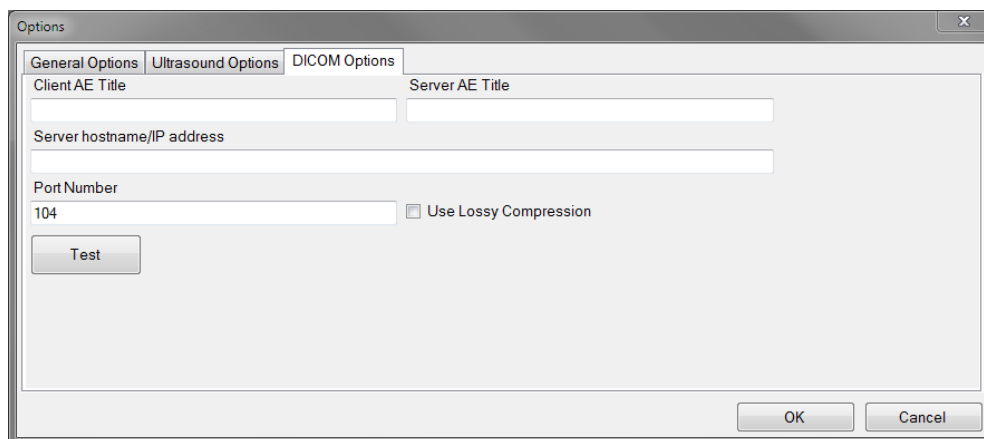 Options
General Options Ultrasound Options DICOM Options
Client AE Title Server AE Title
Server hostname/IP address
Port Number
104 Use Lossy Compression
Test
OK Cancel